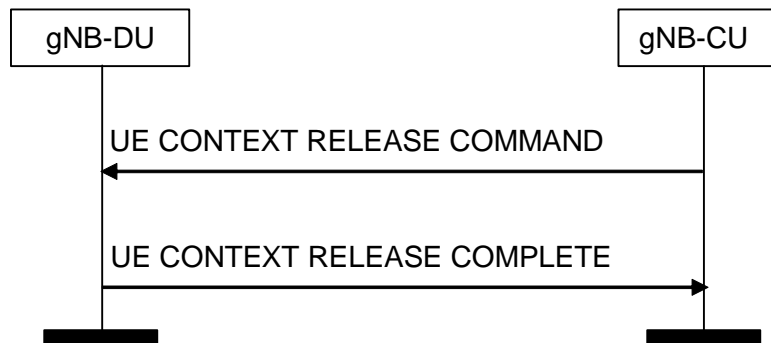 gNB-DU
gNB-CU
UE CONTEXT RELEASE COMMAND
UE CONTEXT RELEASE COMPLETE